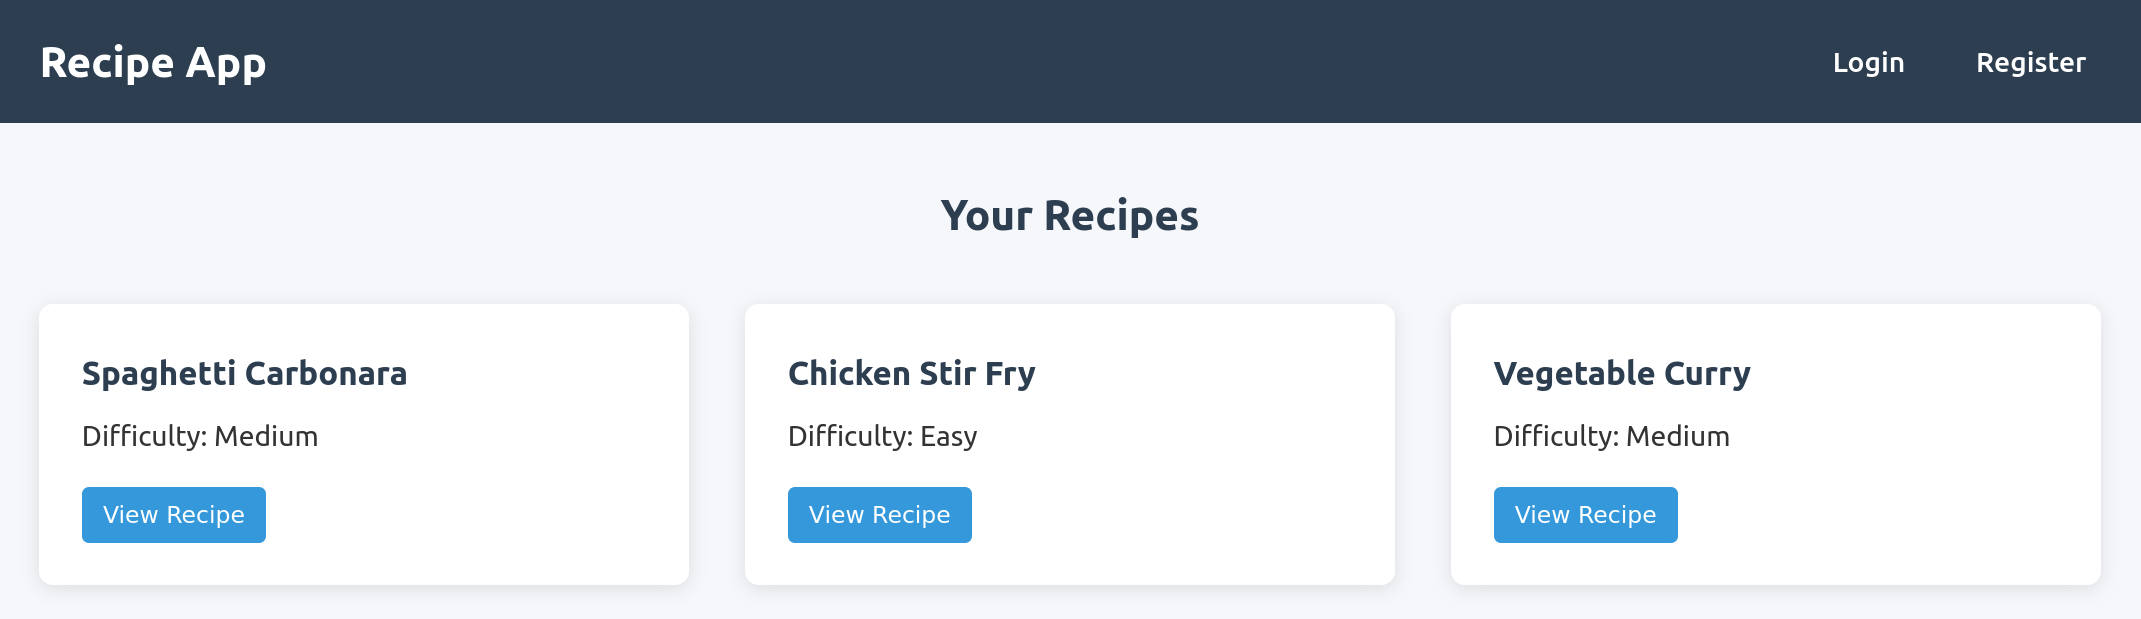 Recipe App
Login
Register
Your Recipes
Spaghetti Carbonara
Difficulty: Medium
View Recipe
Chicken Stir Fry
Difficulty: Easy
View Recipe
Vegetable Curry
Difficulty: Medium
View Recipe